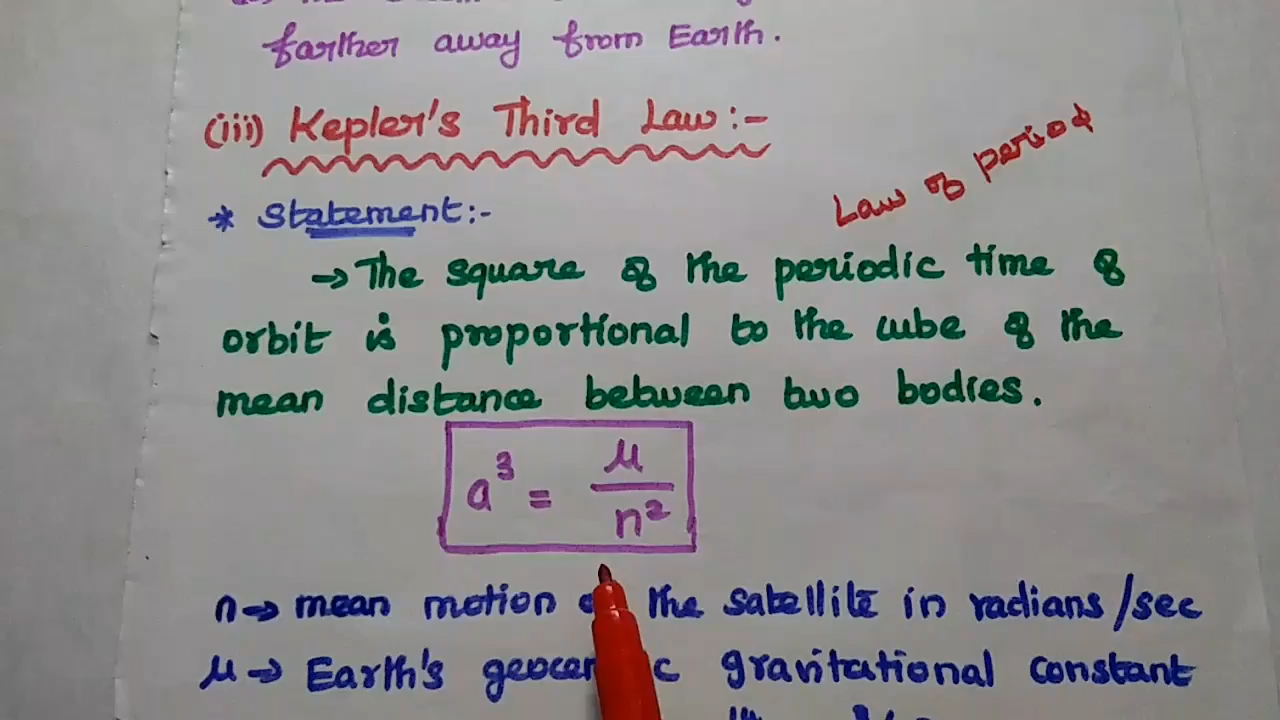 farther away from Earth.
(iii) Kepler's Third Law:-
Law of period
* Statement:-
→ The square of the periodic time of
orbit is proportional to the cube of the
mean distance between two bodies.
a³ = μ/n²
n → mean motion the satellite in radians/sec
μ → Earth's gravitational constant